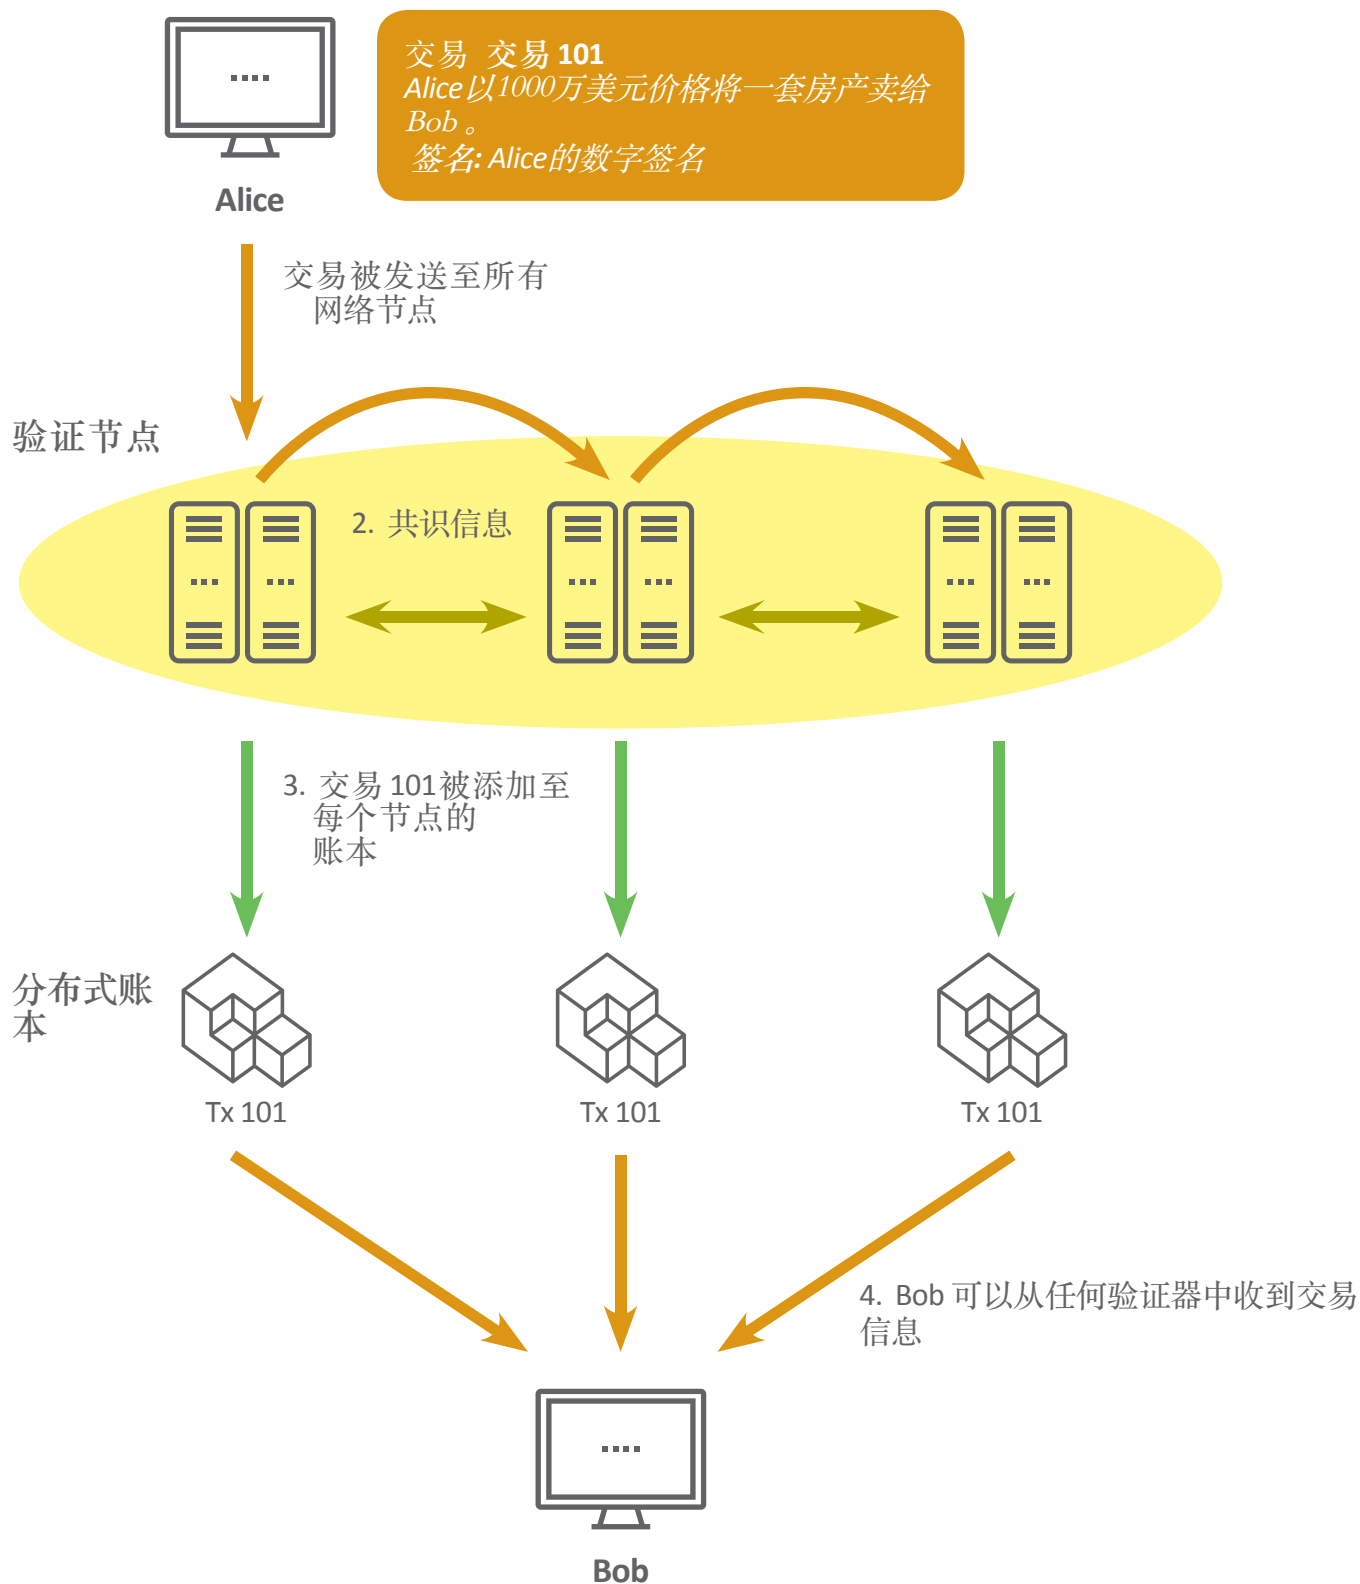 交易 交易 101
Alice以1000万美元价格将一套房产卖给
Bob。
签名: Alice的数字签名
Alice
交易被发送至所有
网络节点
验证节点
2. 共识信息
3. 交易 101被添加至
每个节点的
账本
分布式账
本
Tx 101
Tx 101
Tx 101
4. Bob 可以从任何验证器中收到交易
信息
Bob